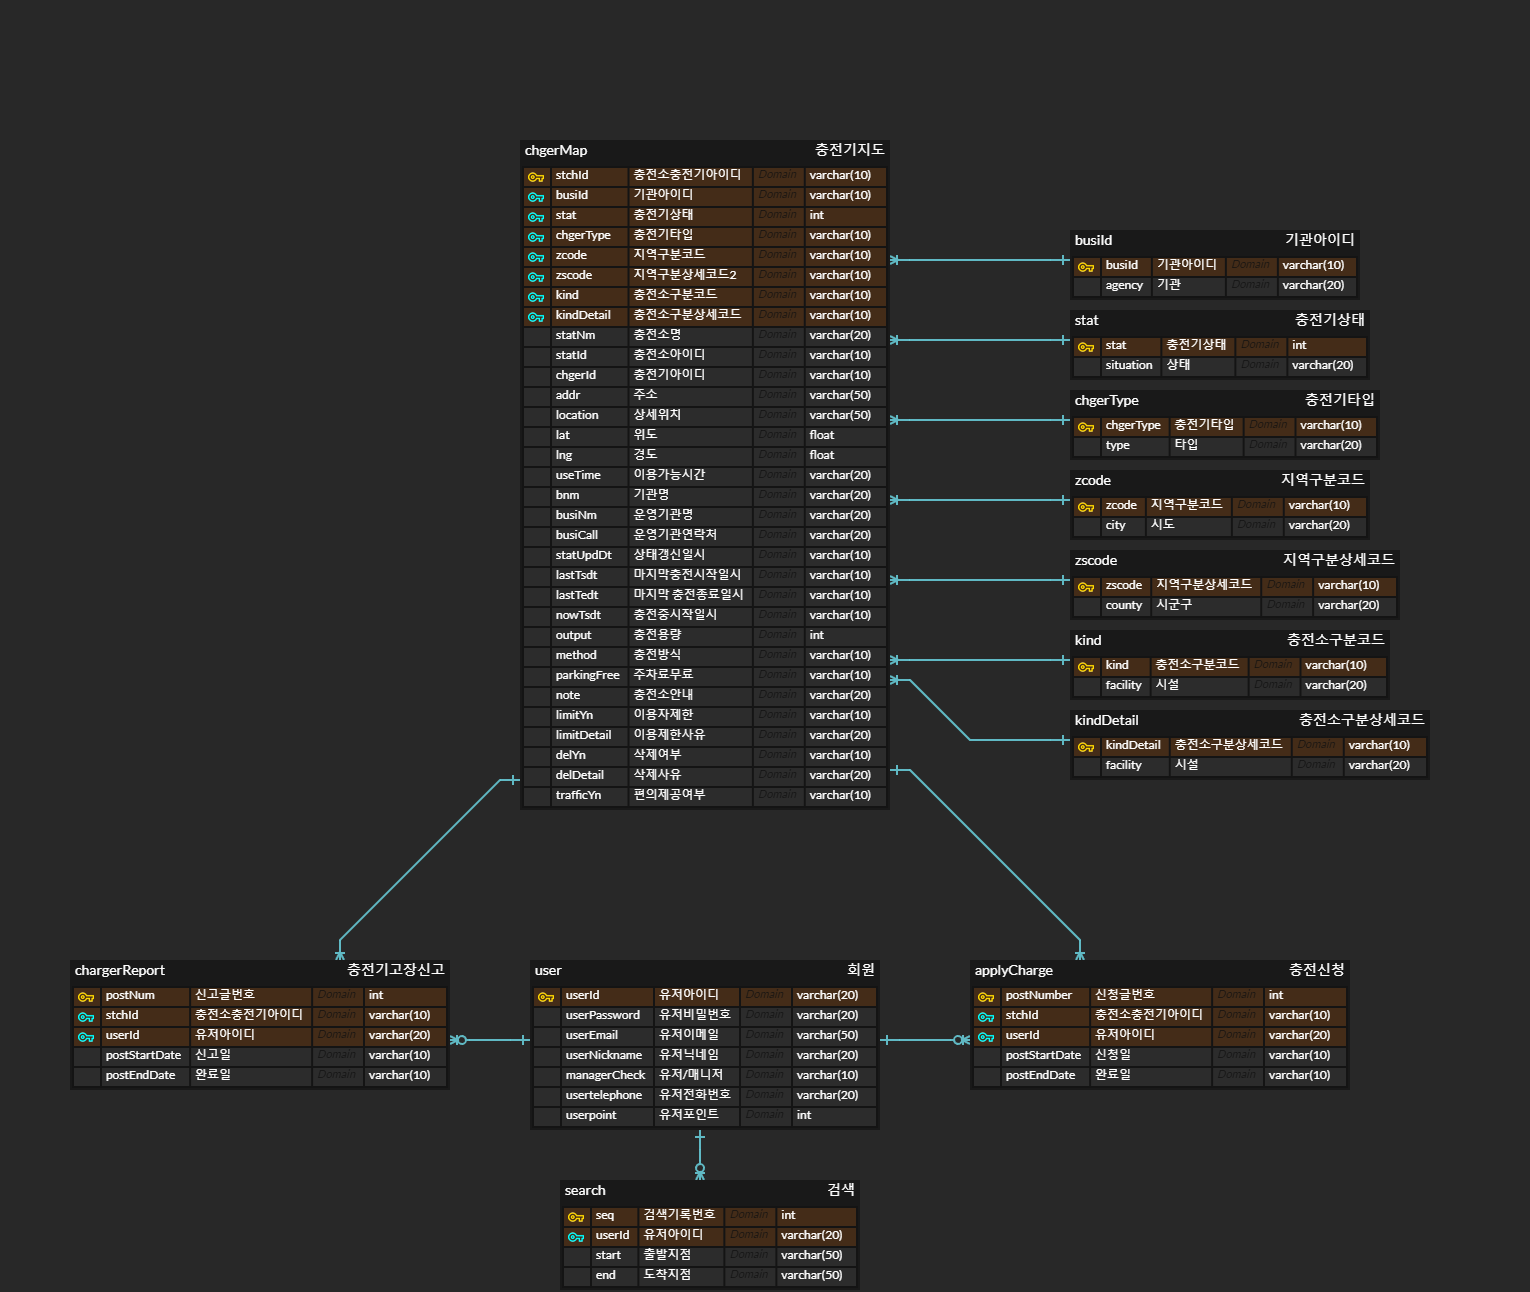 chgerMap 충전기지도
stchId 충전소충전기아이디 Domain varchar(10)
busiId 기관아이디 Domain varchar(10)
stat 충전기상태 Domain int
chgerType 충전기타입 Domain varchar(10)
zcode 지역구분코드 Domain varchar(10)
zscode 지역구분상세코드2 Domain varchar(10)
kind 충전소구분코드 Domain varchar(10)
kindDetail 충전소구분상세코드 Domain varchar(10)
statNm 충전소명 Domain varchar(20)
statId 충전소아이디 Domain varchar(10)
chgerId 충전기아이디 Domain varchar(10)
addr 주소 Domain varchar(50)
location 상세위치 Domain varchar(50)
lat 위도 Domain float
lng 경도 Domain float
useTime 이용가능시간 Domain varchar(20)
bnm 기관명 Domain varchar(20)
busiNm 운영기관명 Domain varchar(20)
busiCall 운영기관연락처 Domain varchar(20)
statUpdDt 상태갱신일시 Domain varchar(10)
lastTsdt 마지막충전시작일시 Domain varchar(10)
lastTedt 마지막 충전종료일시 Domain varchar(10)
nowTsdt 충전중시작일시 Domain varchar(10)
output 충전용량 Domain int
method 충전방식 Domain varchar(10)
parkingFree 주차료무료 Domain varchar(10)
note 충전소안내 Domain varchar(20)
limitYn 이용자제한 Domain varchar(10)
limitDetail 이용제한사유 Domain varchar(20)
delYn 삭제여부 Domain varchar(10)
delDetail 삭제사유 Domain varchar(20)
trafficYn 편의제공여부 Domain varchar(10)
busiId 기관아이디
busiId 기관아이디 Domain varchar(10)
agency 기관 Domain varchar(20)
stat 충전기상태
stat 충전기상태 Domain int
situation 상태 Domain varchar(20)
chgerType 충전기타입
chgerType 충전기타입 Domain varchar(10)
type 타입 Domain varchar(20)
zcode 지역구분코드
zcode 지역구분코드 Domain varchar(10)
city 시도 Domain varchar(20)
zscode 지역구분상세코드
zscode 지역구분상세코드 Domain varchar(10)
county 시군구 Domain varchar(20)
kind 충전소구분코드
kind 충전소구분코드 Domain varchar(10)
facility 시설 Domain varchar(20)
kindDetail 충전소구분상세코드
kindDetail 충전소구분상세코드 Domain varchar(10)
facility 시설 Domain varchar(20)
chargerReport 충전기고장신고
postNum 신고글번호 Domain int
stchId 충전소충전기아이디 Domain varchar(10)
userId 유저아이디 Domain varchar(20)
postStartDate 신고일 Domain varchar(10)
postEndDate 완료일 Domain varchar(10)
user 회원
userId 유저아이디 Domain varchar(20)
userPassword 유저비밀번호 Domain varchar(20)
userEmail 유저이메일 Domain varchar(50)
userNickname 유저닉네임 Domain varchar(20)
managerCheck 유저/매니저 Domain varchar(10)
usertelephone 유저전화번호 Domain varchar(20)
userpoint 유저포인트 Domain int
applyCharge 충전신청
postNumber 신청글번호 Domain int
stchId 충전소충전기아이디 Domain varchar(10)
userId 유저아이디 Domain varchar(20)
postStartDate 신청일 Domain varchar(10)
postEndDate 완료일 Domain varchar(10)
search 검색
seq 검색기록번호 Domain int
userId 유저아이디 Domain varchar(20)
start 출발지점 Domain varchar(50)
end 도착지점 Domain varchar(50)